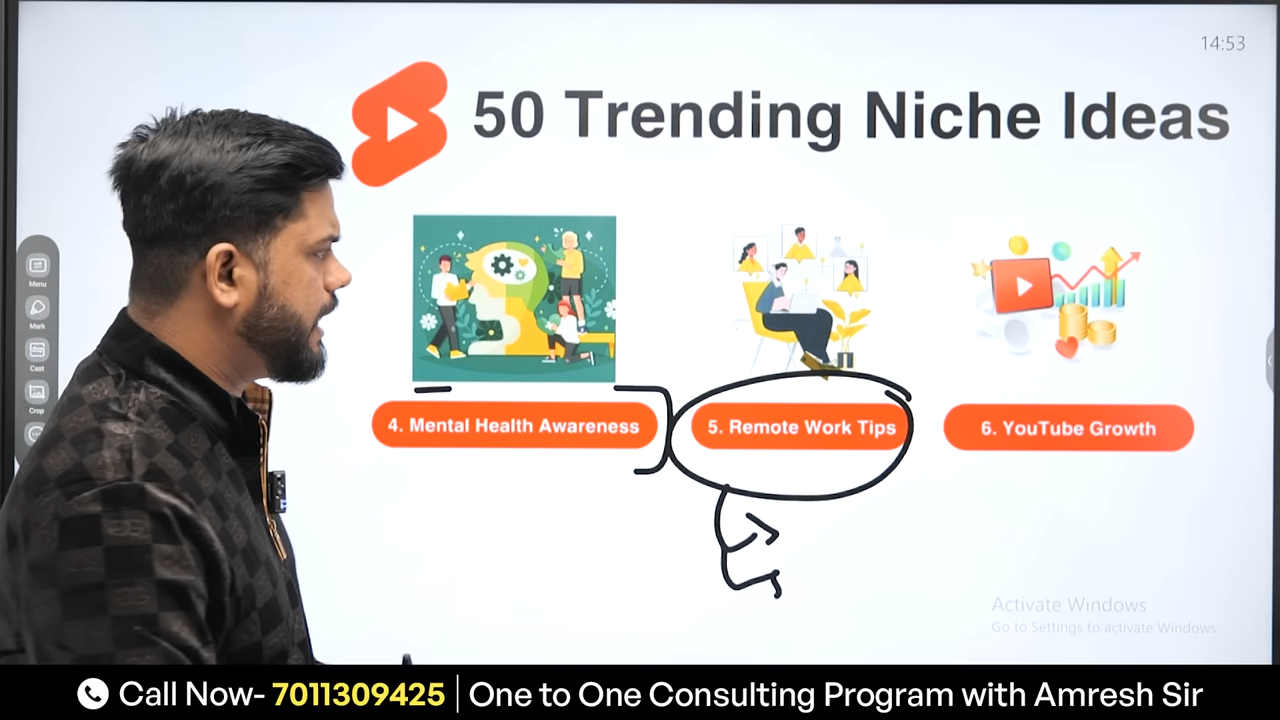 14:53
50 Trending Niche Ideas
Menu
Mark
Cast
Crop
4. Mental Health Awareness
5. Remote Work Tips
6. YouTube Growth
Activate Windows
Go to Settings to activate Windows.
Call Now- 7011309425 | One to One Consulting Program with Amresh Sir